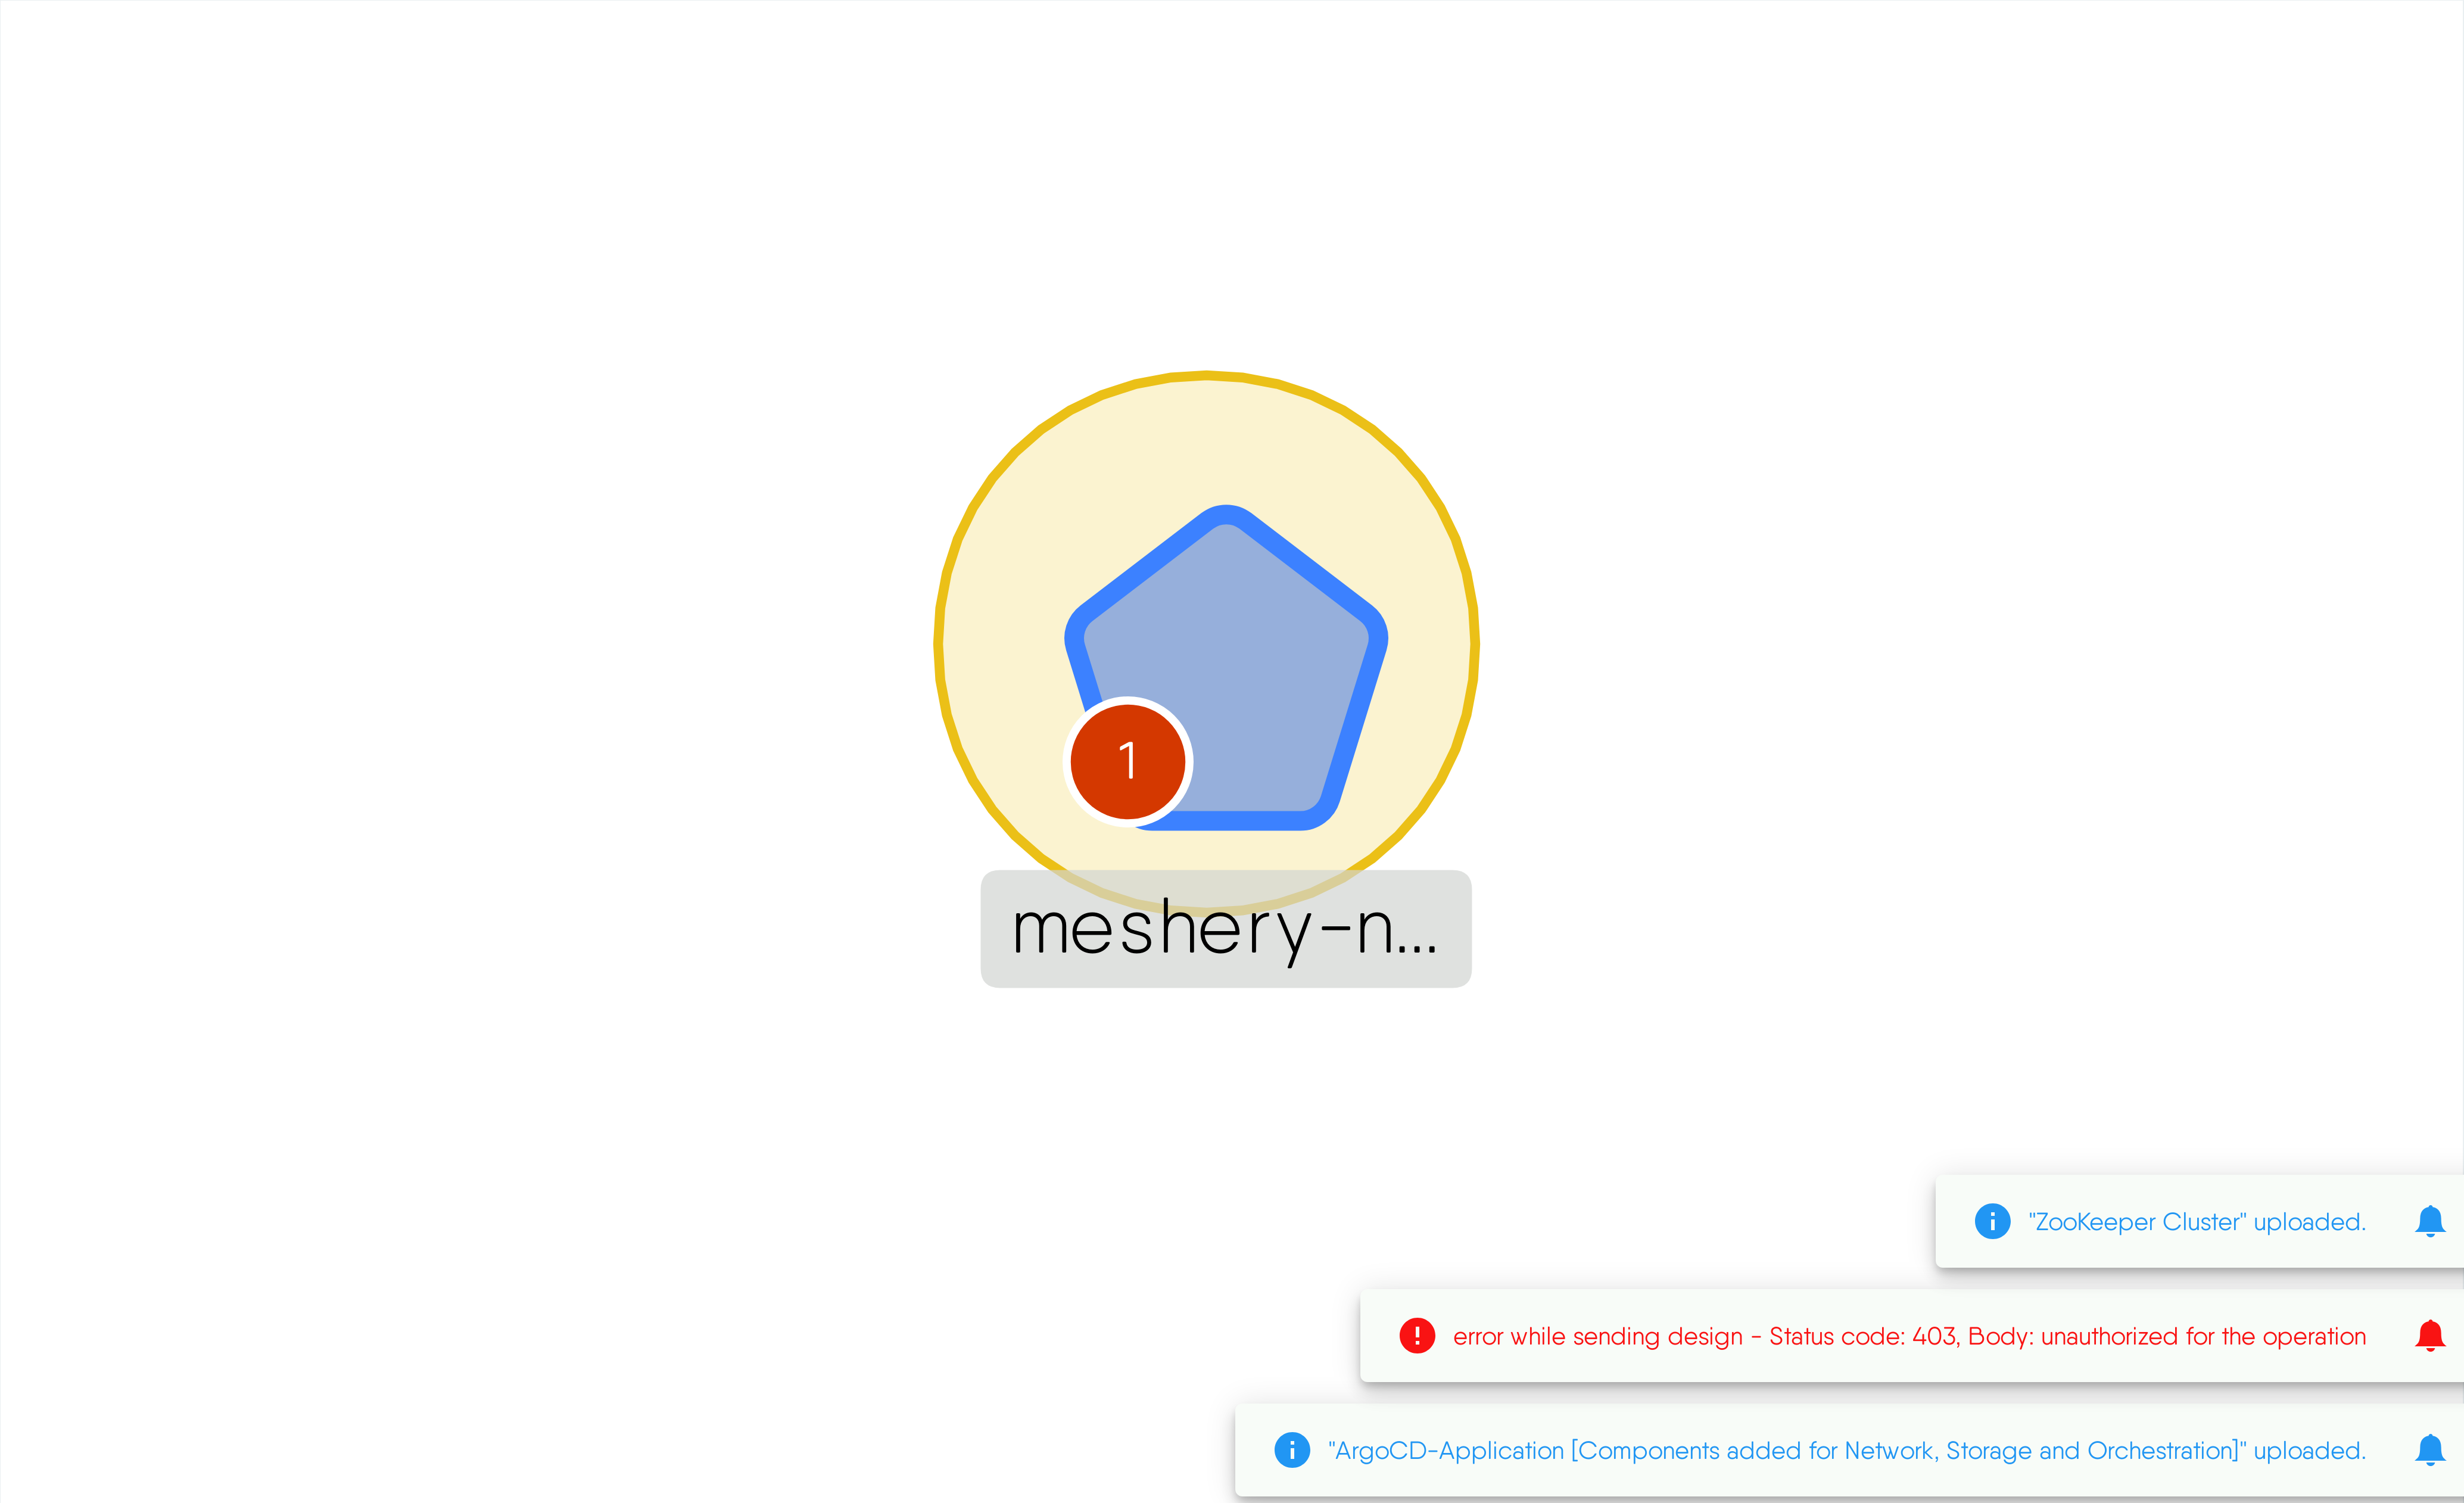 1
meshery-n...
"ZooKeeper Cluster" uploaded.
error while sending design - Status code: 403, Body: unauthorized for the operation
"ArgoCD-Application [Components added for Network, Storage and Orchestration]" uploaded.